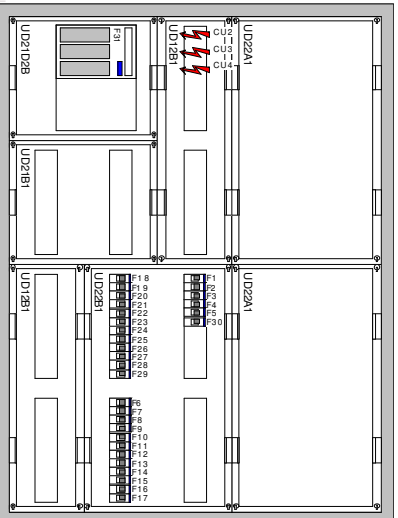 UD21D2B
F31
UD12B1
CU2
CU3
CU4
UD22A1
UD21B1
UD12B1
UD22B1
F18
F19
F20
F21
F22
F23
F24
F25
F26
F27
F28
F29
F1
F2
F3
F4
F5
F30
UD22A1
F6
F7
F8
F9
F10
F11
F12
F13
F14
F15
F16
F17